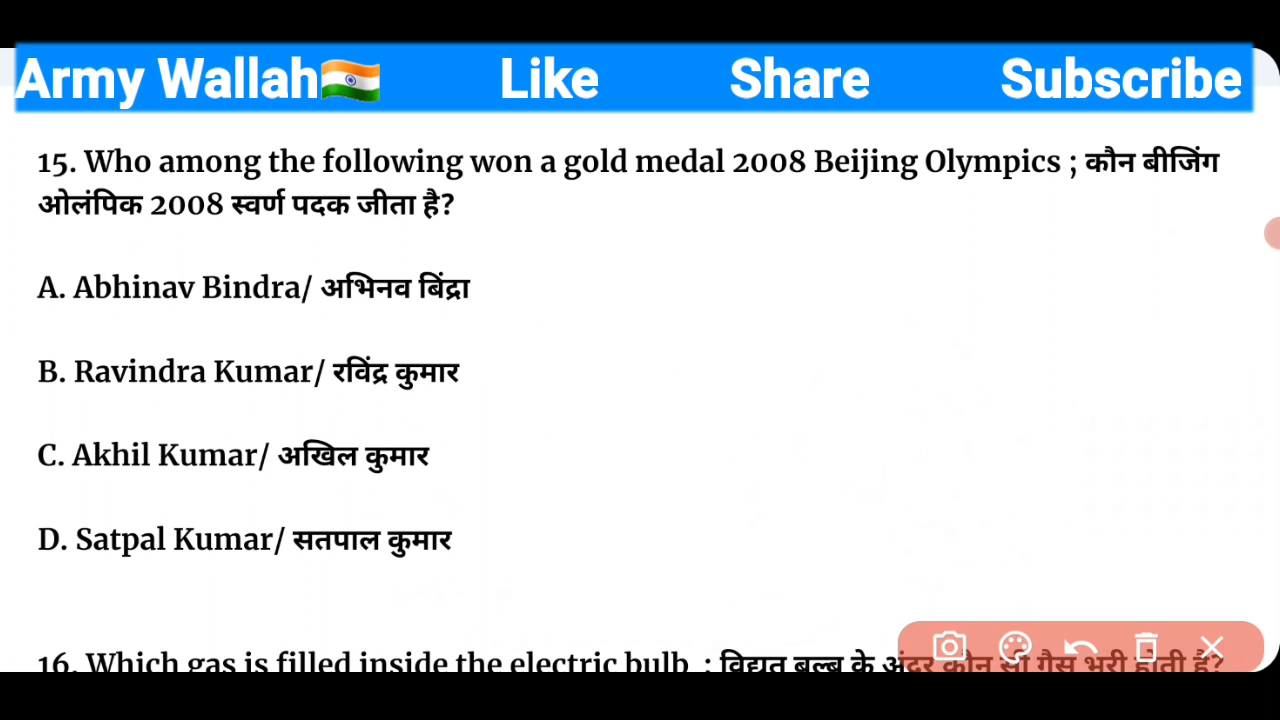 Army Wallah🇮🇳 Like Share Subscribe
15. Who among the following won a gold medal 2008 Beijing Olympics ; कौन बीजिंग
ओलंपिक 2008 स्वर्ण पदक जीता है?
A. Abhinav Bindra/ अभिनव बिंद्रा
B. Ravindra Kumar/ रविंद्र कुमार
C. Akhil Kumar/ अखिल कुमार
D. Satpal Kumar/ सतपाल कुमार
16. Which gas is filled inside the electric bulb ; विद्युत बल्ब के अंदर कौन सी गैस भरी होती है?